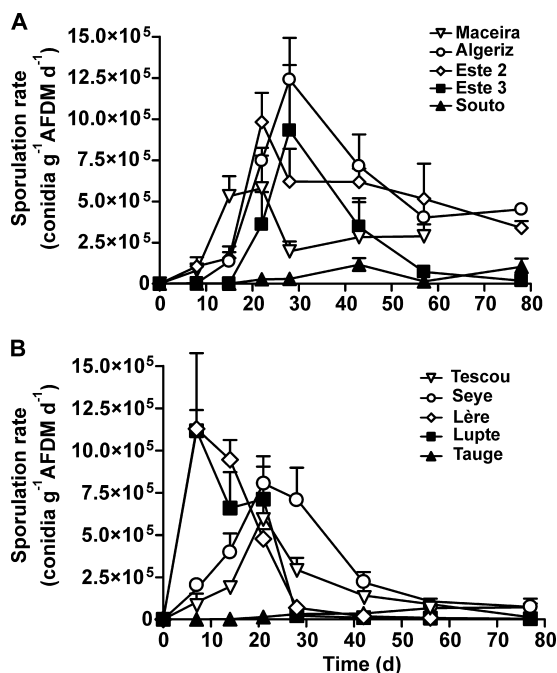 A
Sporulation rate
(conidia g⁻¹ AFDM d⁻¹)
15.0×10⁵
12.5×10⁵
10.0×10⁵
7.5×10⁵
5.0×10⁵
2.5×10⁵
0
0 10 20 30 40 50 60 70 80
Maceira
Algeriz
Este 2
Este 3
Souto
B
Sporulation rate
(conidia g⁻¹ AFDM d⁻¹)
15.0×10⁵
12.5×10⁵
10.0×10⁵
7.5×10⁵
5.0×10⁵
2.5×10⁵
0
0 10 20 30 40 50 60 70 80
Time (d)
Tescou
Seye
Lère
Lupte
Tauge